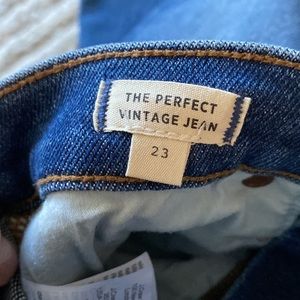 THE PERFECT
VINTAGE JEAN
23